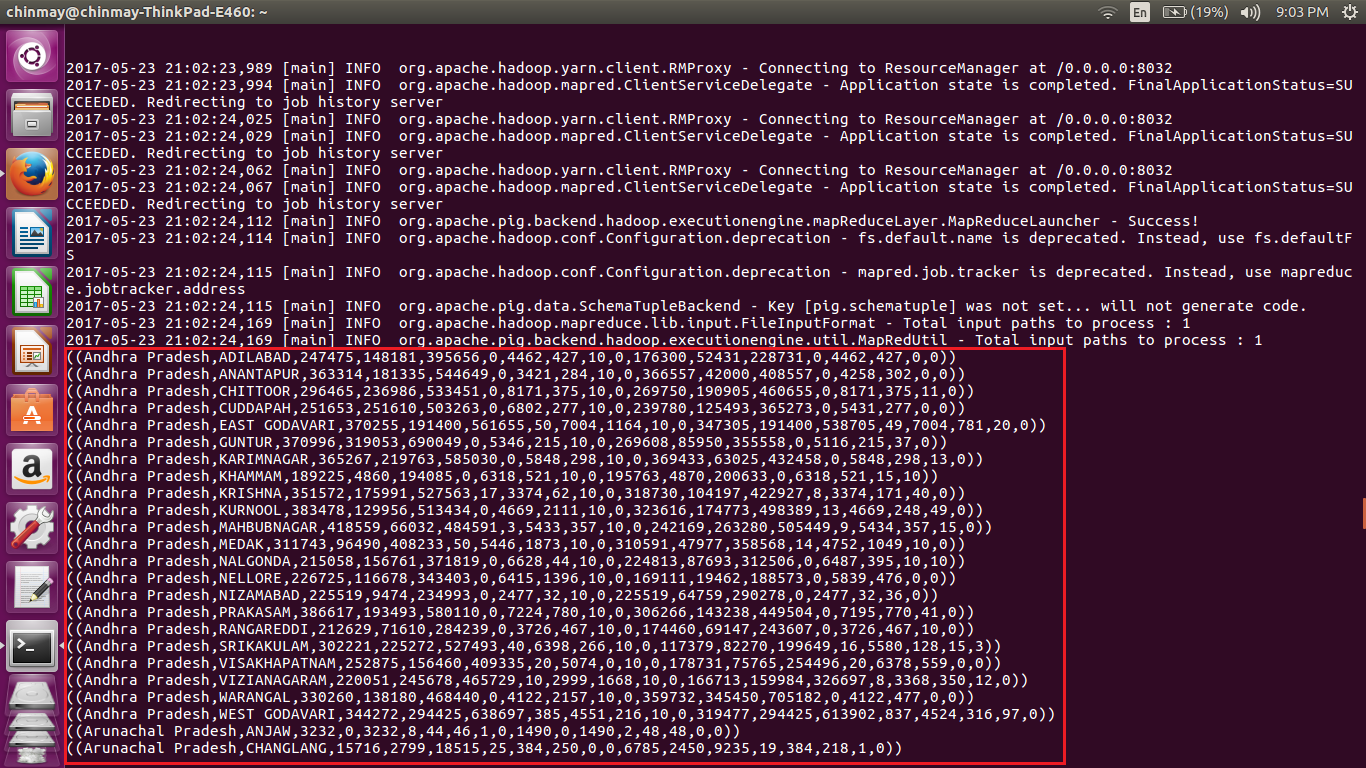 chinmay@chinmay-ThinkPad-E460: ~
En
(19%)
9:03 PM
2017-05-23 21:02:23,989 [main] INFO  org.apache.hadoop.yarn.client.RMProxy - Connecting to ResourceManager at /0.0.0.0:8032
2017-05-23 21:02:23,994 [main] INFO  org.apache.hadoop.mapred.ClientServiceDelegate - Application state is completed. FinalApplicationStatus=SU
CCEEDED. Redirecting to job history server
2017-05-23 21:02:24,025 [main] INFO  org.apache.hadoop.yarn.client.RMProxy - Connecting to ResourceManager at /0.0.0.0:8032
2017-05-23 21:02:24,029 [main] INFO  org.apache.hadoop.mapred.ClientServiceDelegate - Application state is completed. FinalApplicationStatus=SU
CCEEDED. Redirecting to job history server
2017-05-23 21:02:24,062 [main] INFO  org.apache.hadoop.yarn.client.RMProxy - Connecting to ResourceManager at /0.0.0.0:8032
2017-05-23 21:02:24,067 [main] INFO  org.apache.hadoop.mapred.ClientServiceDelegate - Application state is completed. FinalApplicationStatus=SU
CCEEDED. Redirecting to job history server
2017-05-23 21:02:24,112 [main] INFO  org.apache.pig.backend.hadoop.executionengine.mapReduceLayer.MapReduceLauncher - Success!
2017-05-23 21:02:24,114 [main] INFO  org.apache.hadoop.conf.Configuration.deprecation - fs.default.name is deprecated. Instead, use fs.defaultF
S
2017-05-23 21:02:24,115 [main] INFO  org.apache.hadoop.conf.Configuration.deprecation - mapred.job.tracker is deprecated. Instead, use mapreduc
e.jobtracker.address
2017-05-23 21:02:24,115 [main] INFO  org.apache.pig.data.SchemaTupleBackend - Key [pig.schematuple] was not set... will not generate code.
2017-05-23 21:02:24,169 [main] INFO  org.apache.hadoop.mapreduce.lib.input.FileInputFormat - Total input paths to process : 1
2017-05-23 21:02:24,169 [main] INFO  org.apache.pig.backend.hadoop.executionengine.util.MapRedUtil - Total input paths to process : 1
((Andhra Pradesh,ADILABAD,247475,148181,395656,0,4462,427,10,0,176300,52431,228731,0,4462,427,0,0))
((Andhra Pradesh,ANANTAPUR,363314,181335,544649,0,3421,284,10,0,366557,42000,408557,0,4258,302,0,0))
((Andhra Pradesh,CHITTOOR,296465,236986,533451,0,8171,375,10,0,269750,190905,460655,0,8171,375,11,0))
((Andhra Pradesh,CUDDAPAH,251653,251610,503263,0,6802,277,10,0,239780,125493,365273,0,5431,277,0,0))
((Andhra Pradesh,EAST GODAVARI,370255,191400,561655,50,7004,1164,10,0,347305,191400,538705,49,7004,781,20,0))
((Andhra Pradesh,GUNTUR,370996,319053,690049,0,5346,215,10,0,269608,85950,355558,0,5116,215,37,0))
((Andhra Pradesh,KARIMNAGAR,365267,219763,585030,0,5848,298,10,0,369433,63025,432458,0,5848,298,13,0))
((Andhra Pradesh,KHAMMAM,189225,4860,194085,0,6318,521,10,0,195763,4870,200633,0,6318,521,15,10))
((Andhra Pradesh,KRISHNA,351572,175991,527563,17,3374,62,10,0,318730,104197,422927,8,3374,171,40,0))
((Andhra Pradesh,KURNOOL,383478,129956,513434,0,4669,2111,10,0,323616,174773,498389,13,4669,248,49,0))
((Andhra Pradesh,MAHBUBNAGAR,418559,66032,484591,3,5433,357,10,0,242169,263280,505449,9,5434,357,15,0))
((Andhra Pradesh,MEDAK,311743,96490,408233,50,5446,1873,10,0,310591,47977,358568,14,4752,1049,10,0))
((Andhra Pradesh,NALGONDA,215058,156761,371819,0,6628,44,10,0,224813,87693,312506,0,6487,395,10,10))
((Andhra Pradesh,NELLORE,226725,116678,343403,0,6415,1396,10,0,169111,19462,188573,0,5839,476,0,0))
((Andhra Pradesh,NIZAMABAD,225519,9474,234993,0,2477,32,10,0,225519,64759,290278,0,2477,32,36,0))
((Andhra Pradesh,PRAKASAM,386617,193493,580110,0,7224,780,10,0,306266,143238,449504,0,7195,770,41,0))
((Andhra Pradesh,RANGAREDDI,212629,71610,284239,0,3726,467,10,0,174460,69147,243607,0,3726,467,10,0))
((Andhra Pradesh,SRIKAKULAM,302221,225272,527493,40,6398,266,10,0,117379,82270,199649,16,5580,128,15,3))
((Andhra Pradesh,VISAKHAPATNAM,252875,156460,409335,20,5074,0,10,0,178731,75765,254496,20,6378,559,0,0))
((Andhra Pradesh,VIZIANAGARAM,220051,245678,465729,10,2999,1668,10,0,166713,159984,326697,8,3368,350,12,0))
((Andhra Pradesh,WARANGAL,330260,138180,468440,0,4122,2157,10,0,359732,345450,705182,0,4122,477,0,0))
((Andhra Pradesh,WEST GODAVARI,344272,294425,638697,385,4551,216,10,0,319477,294425,613902,837,4524,316,97,0))
((Arunachal Pradesh,ANJAW,3232,0,3232,8,44,46,1,0,1490,0,1490,2,48,48,0,0))
((Arunachal Pradesh,CHANGLANG,15716,2799,18515,25,384,250,0,0,6785,2450,9235,19,384,218,1,0))